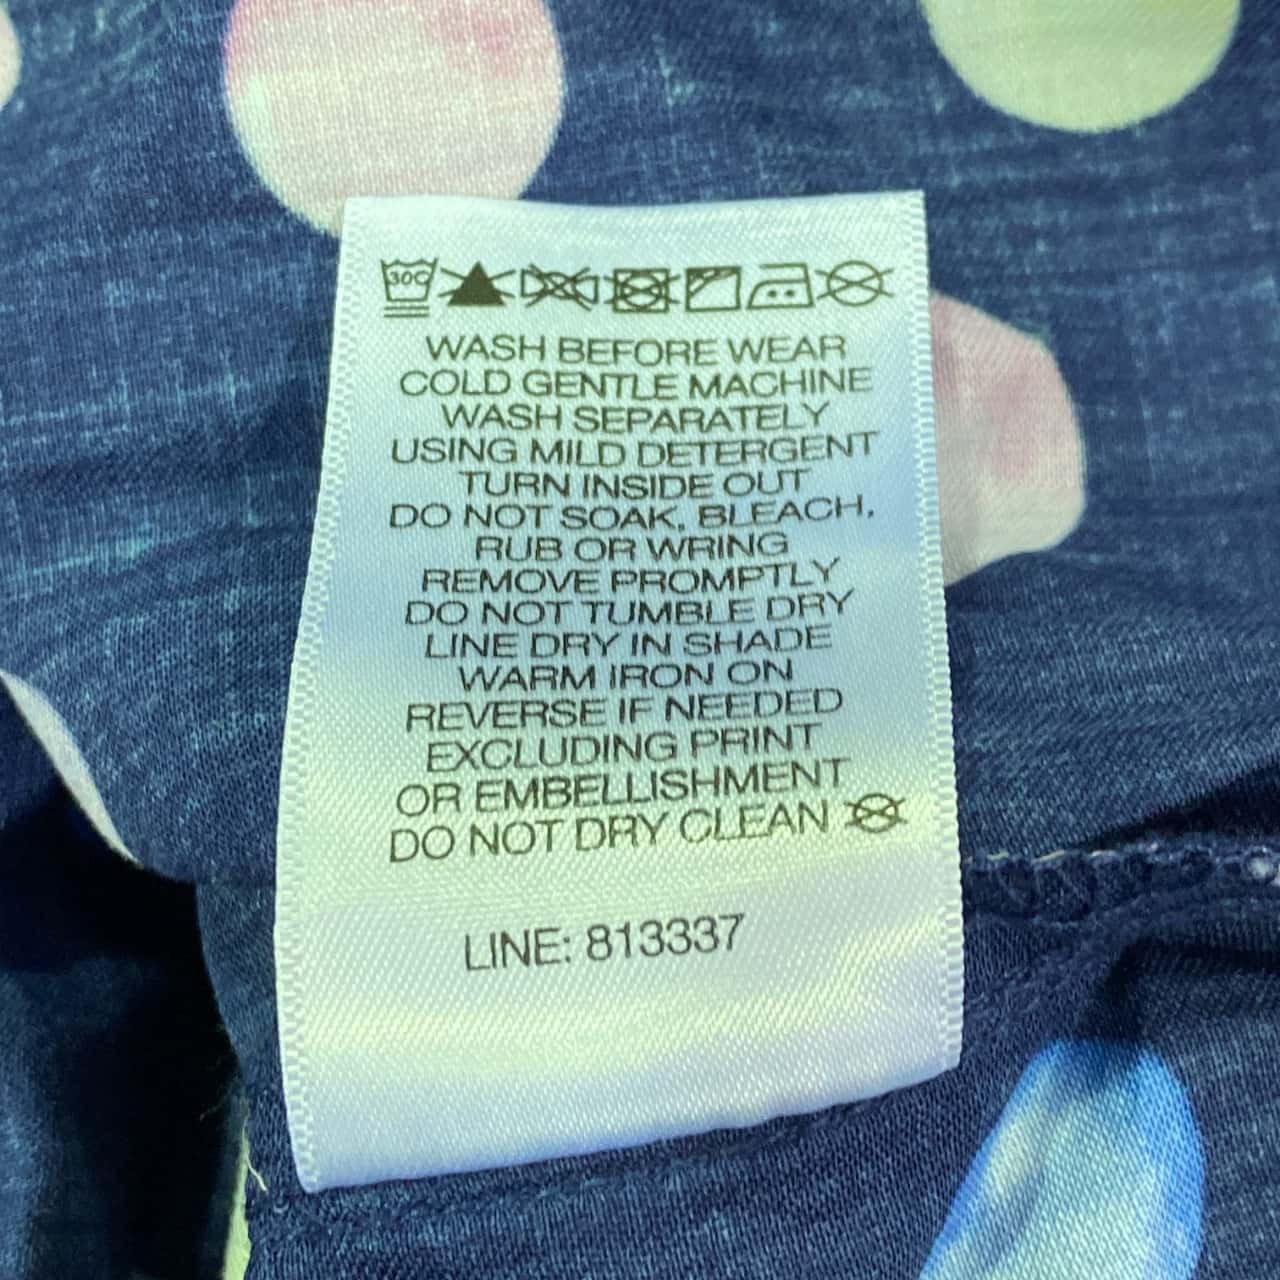 30C
WASH BEFORE WEAR
COLD GENTLE MACHINE
WASH SEPARATELY
USING MILD DETERGENT
TURN INSIDE OUT
DO NOT SOAK, BLEACH,
RUB OR WRING
REMOVE PROMPTLY
DO NOT TUMBLE DRY
LINE DRY IN SHADE
WARM IRON ON
REVERSE IF NEEDED
EXCLUDING PRINT
OR EMBELLISHMENT
DO NOT DRY CLEAN
LINE: 813337